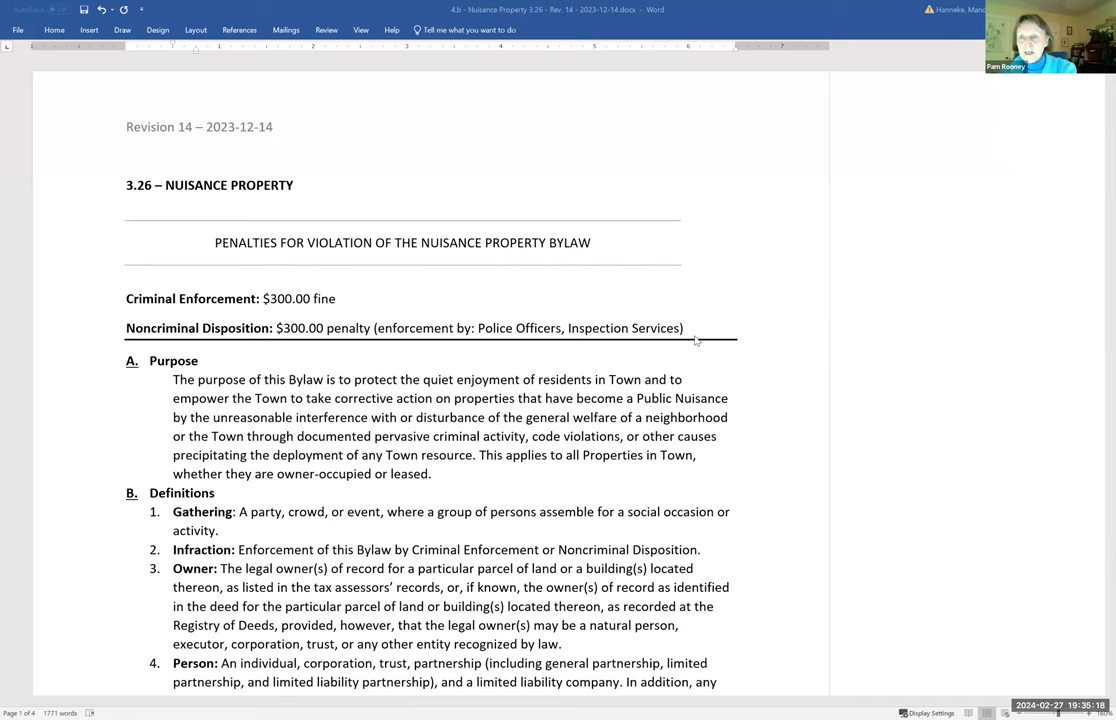 4.b - Nuisance Property 3.26 - Rev. 14 - 2023-12-14.docx - Word
File Home Insert Draw Design Layout References Mailings Review View Help Tell me what you want to do
Pam Rooney
Revision 14 – 2023-12-14
3.26 – NUISANCE PROPERTY
PENALTIES FOR VIOLATION OF THE NUISANCE PROPERTY BYLAW
Criminal Enforcement: $300.00 fine
Noncriminal Disposition: $300.00 penalty (enforcement by: Police Officers, Inspection Services)
A. Purpose
The purpose of this Bylaw is to protect the quiet enjoyment of residents in Town and to
empower the Town to take corrective action on properties that have become a Public Nuisance
by the unreasonable interference with or disturbance of the general welfare of a neighborhood
or the Town through documented pervasive criminal activity, code violations, or other causes
precipitating the deployment of any Town resource. This applies to all Properties in Town,
whether they are owner-occupied or leased.
B. Definitions
1. Gathering: A party, crowd, or event, where a group of persons assemble for a social occasion or
activity.
2. Infraction: Enforcement of this Bylaw by Criminal Enforcement or Noncriminal Disposition.
3. Owner: The legal owner(s) of record for a particular parcel of land or a building(s) located
thereon, as listed in the tax assessors’ records, or, if known, the owner(s) of record as identified
in the deed for the particular parcel of land or building(s) located thereon, as recorded at the
Registry of Deeds, provided, however, that the legal owner(s) may be a natural person,
executor, corporation, trust, or any other entity recognized by law.
4. Person: An individual, corporation, trust, partnership (including general partnership, limited
partnership, and limited liability partnership), and a limited liability company. In addition, any
Page 1 of 4 1771 words Display Settings
2024-02-27 19:35:18